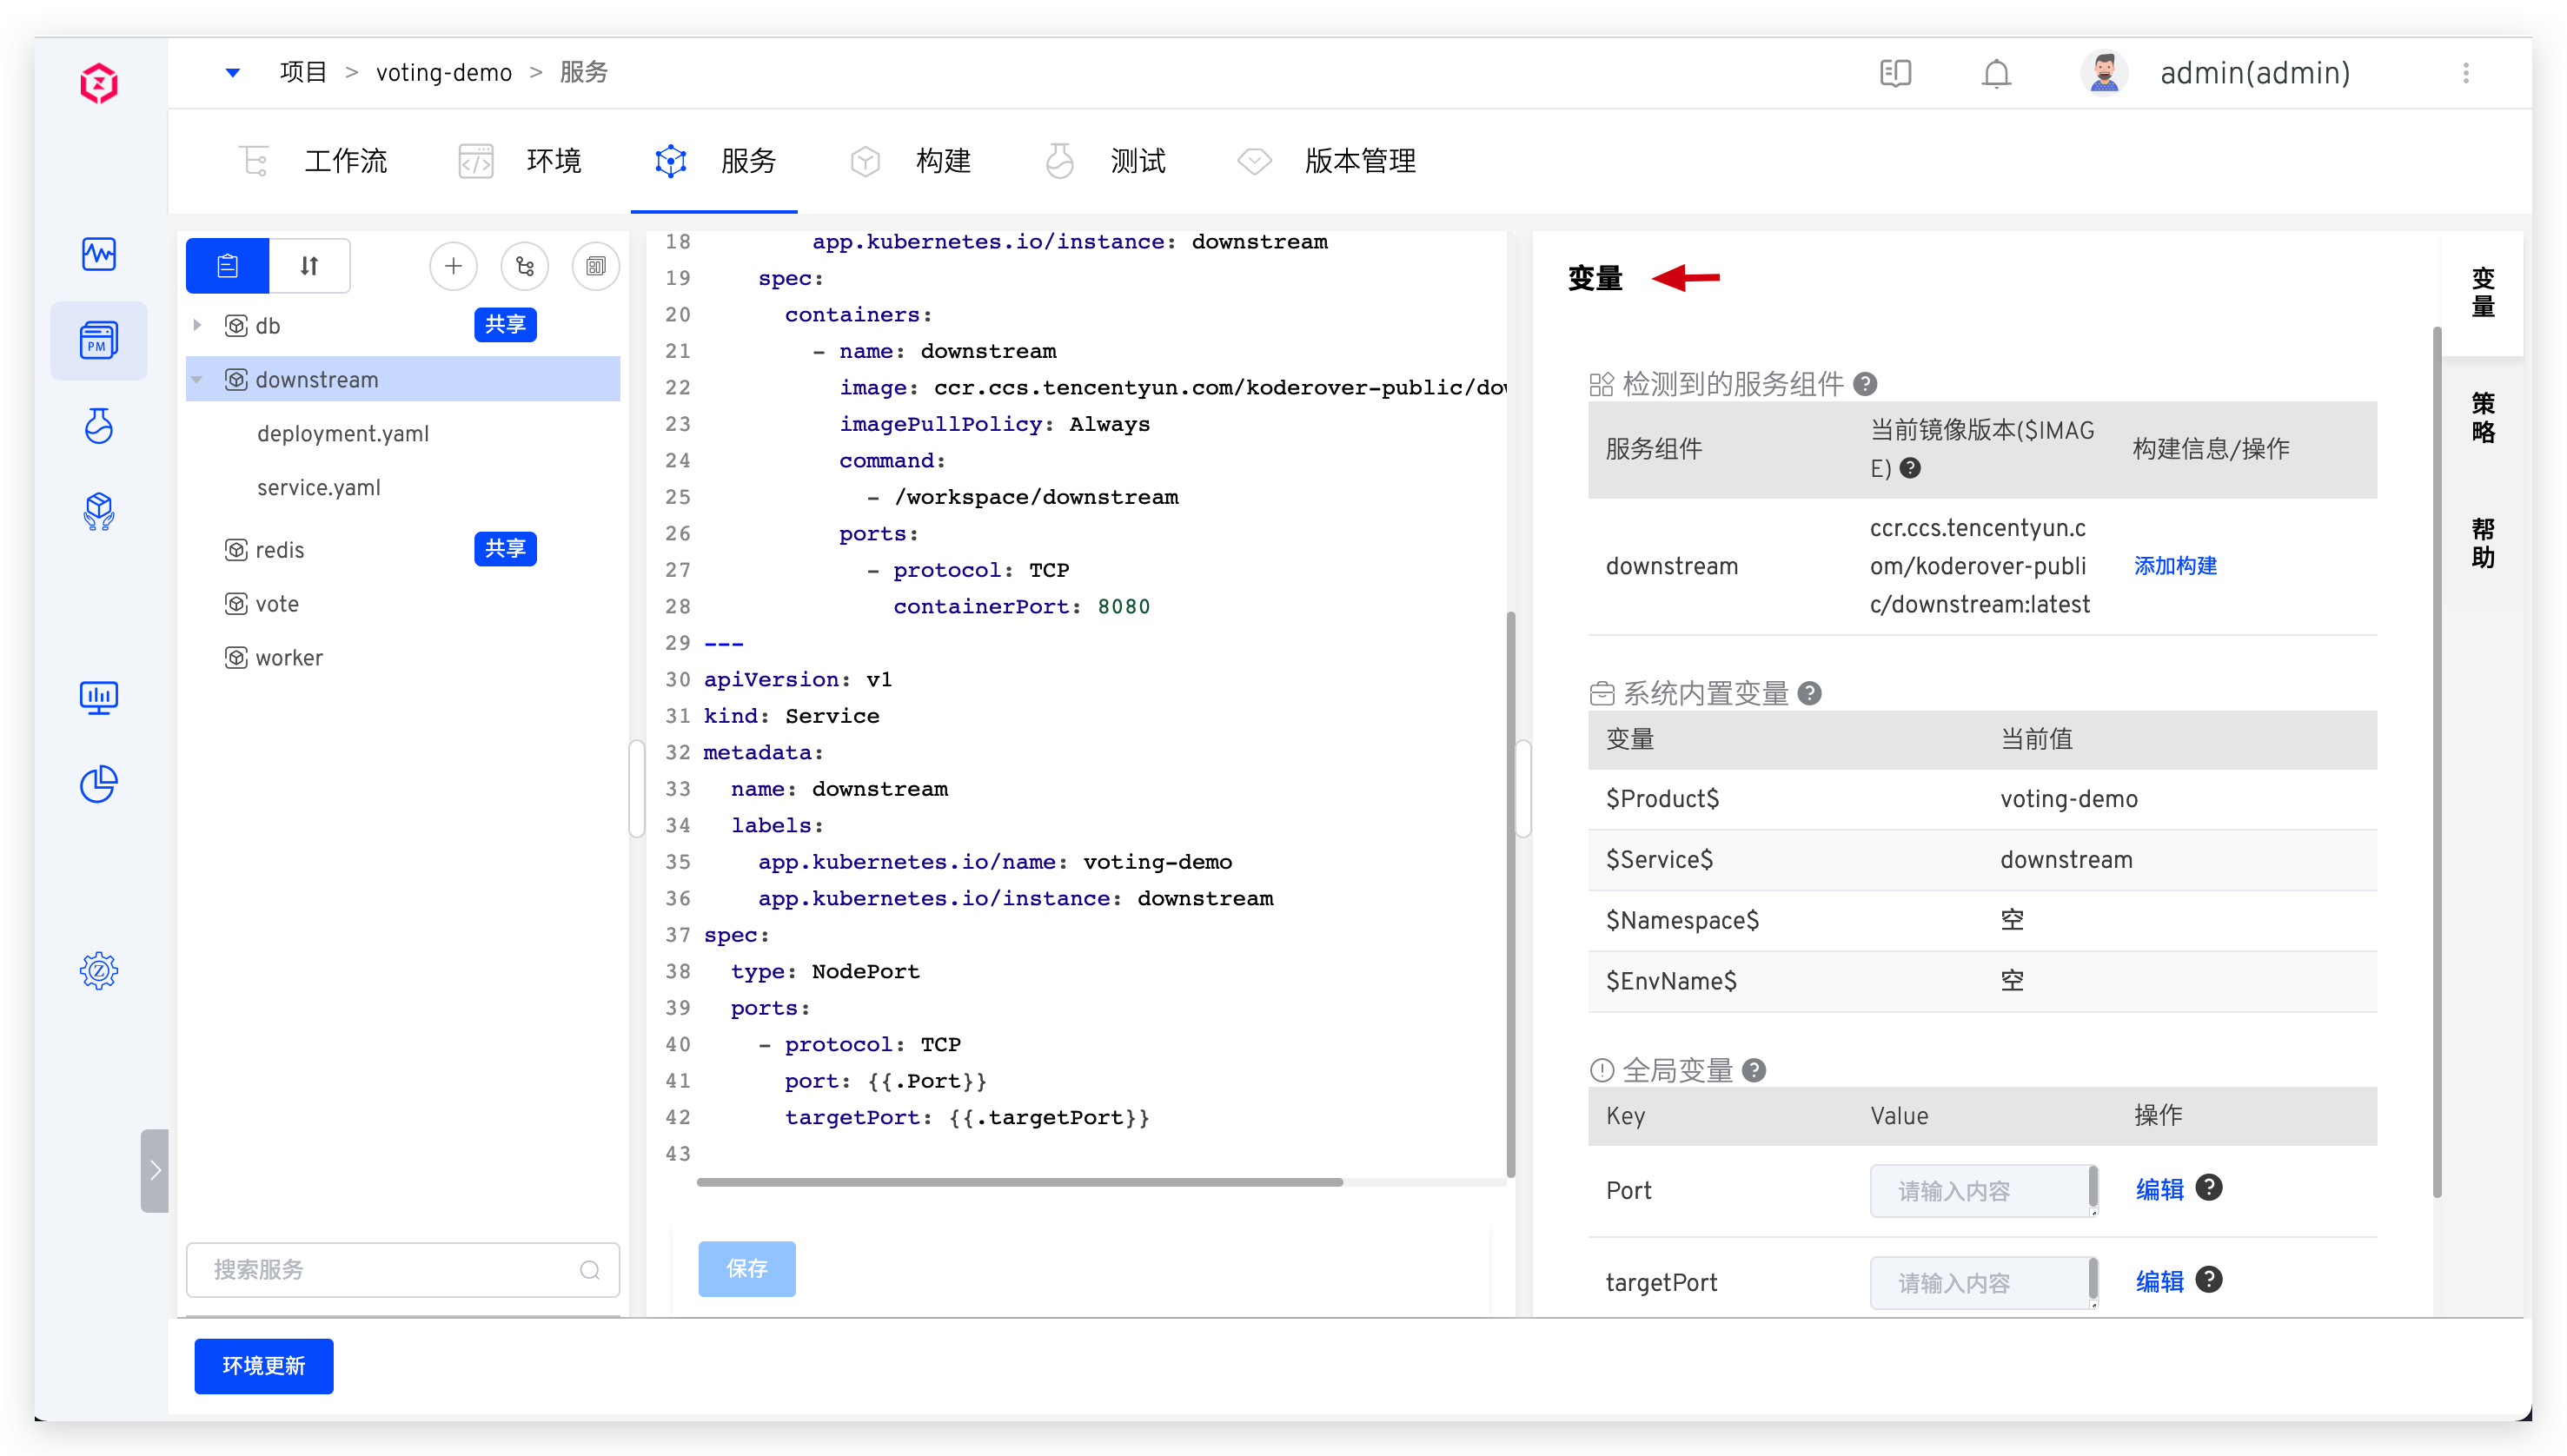 项目 > voting-demo > 服务
admin(admin)
工作流
环境
服务
构建
测试
版本管理
db
共享
downstream
deployment.yaml
service.yaml
redis
共享
vote
worker
搜索服务
18 app.kubernetes.io/instance: downstream
19 spec:
20 containers:
21 - name: downstream
22 image: ccr.ccs.tencentyun.com/koderover-public/dow
23 imagePullPolicy: Always
24 command:
25 - /workspace/downstream
26 ports:
27 - protocol: TCP
28 containerPort: 8080
29 ---
30 apiVersion: v1
31 kind: Service
32 metadata:
33 name: downstream
34 labels:
35 app.kubernetes.io/name: voting-demo
36 app.kubernetes.io/instance: downstream
37 spec:
38 type: NodePort
39 ports:
40 - protocol: TCP
41 port: {{.Port}}
42 targetPort: {{.targetPort}}
43
保存
变量
检测到的服务组件
服务组件
当前镜像版本($IMAG
E)
构建信息/操作
downstream
ccr.ccs.tencentyun.c
om/koderover-publi
c/downstream:latest
添加构建
系统内置变量
变量 当前值
$Product$ voting-demo
$Service$ downstream
$Namespace$ 空
$EnvName$ 空
全局变量
Key Value 操作
Port 请输入内容 编辑
targetPort 请输入内容 编辑
变量
策略
帮助
PM
环境更新